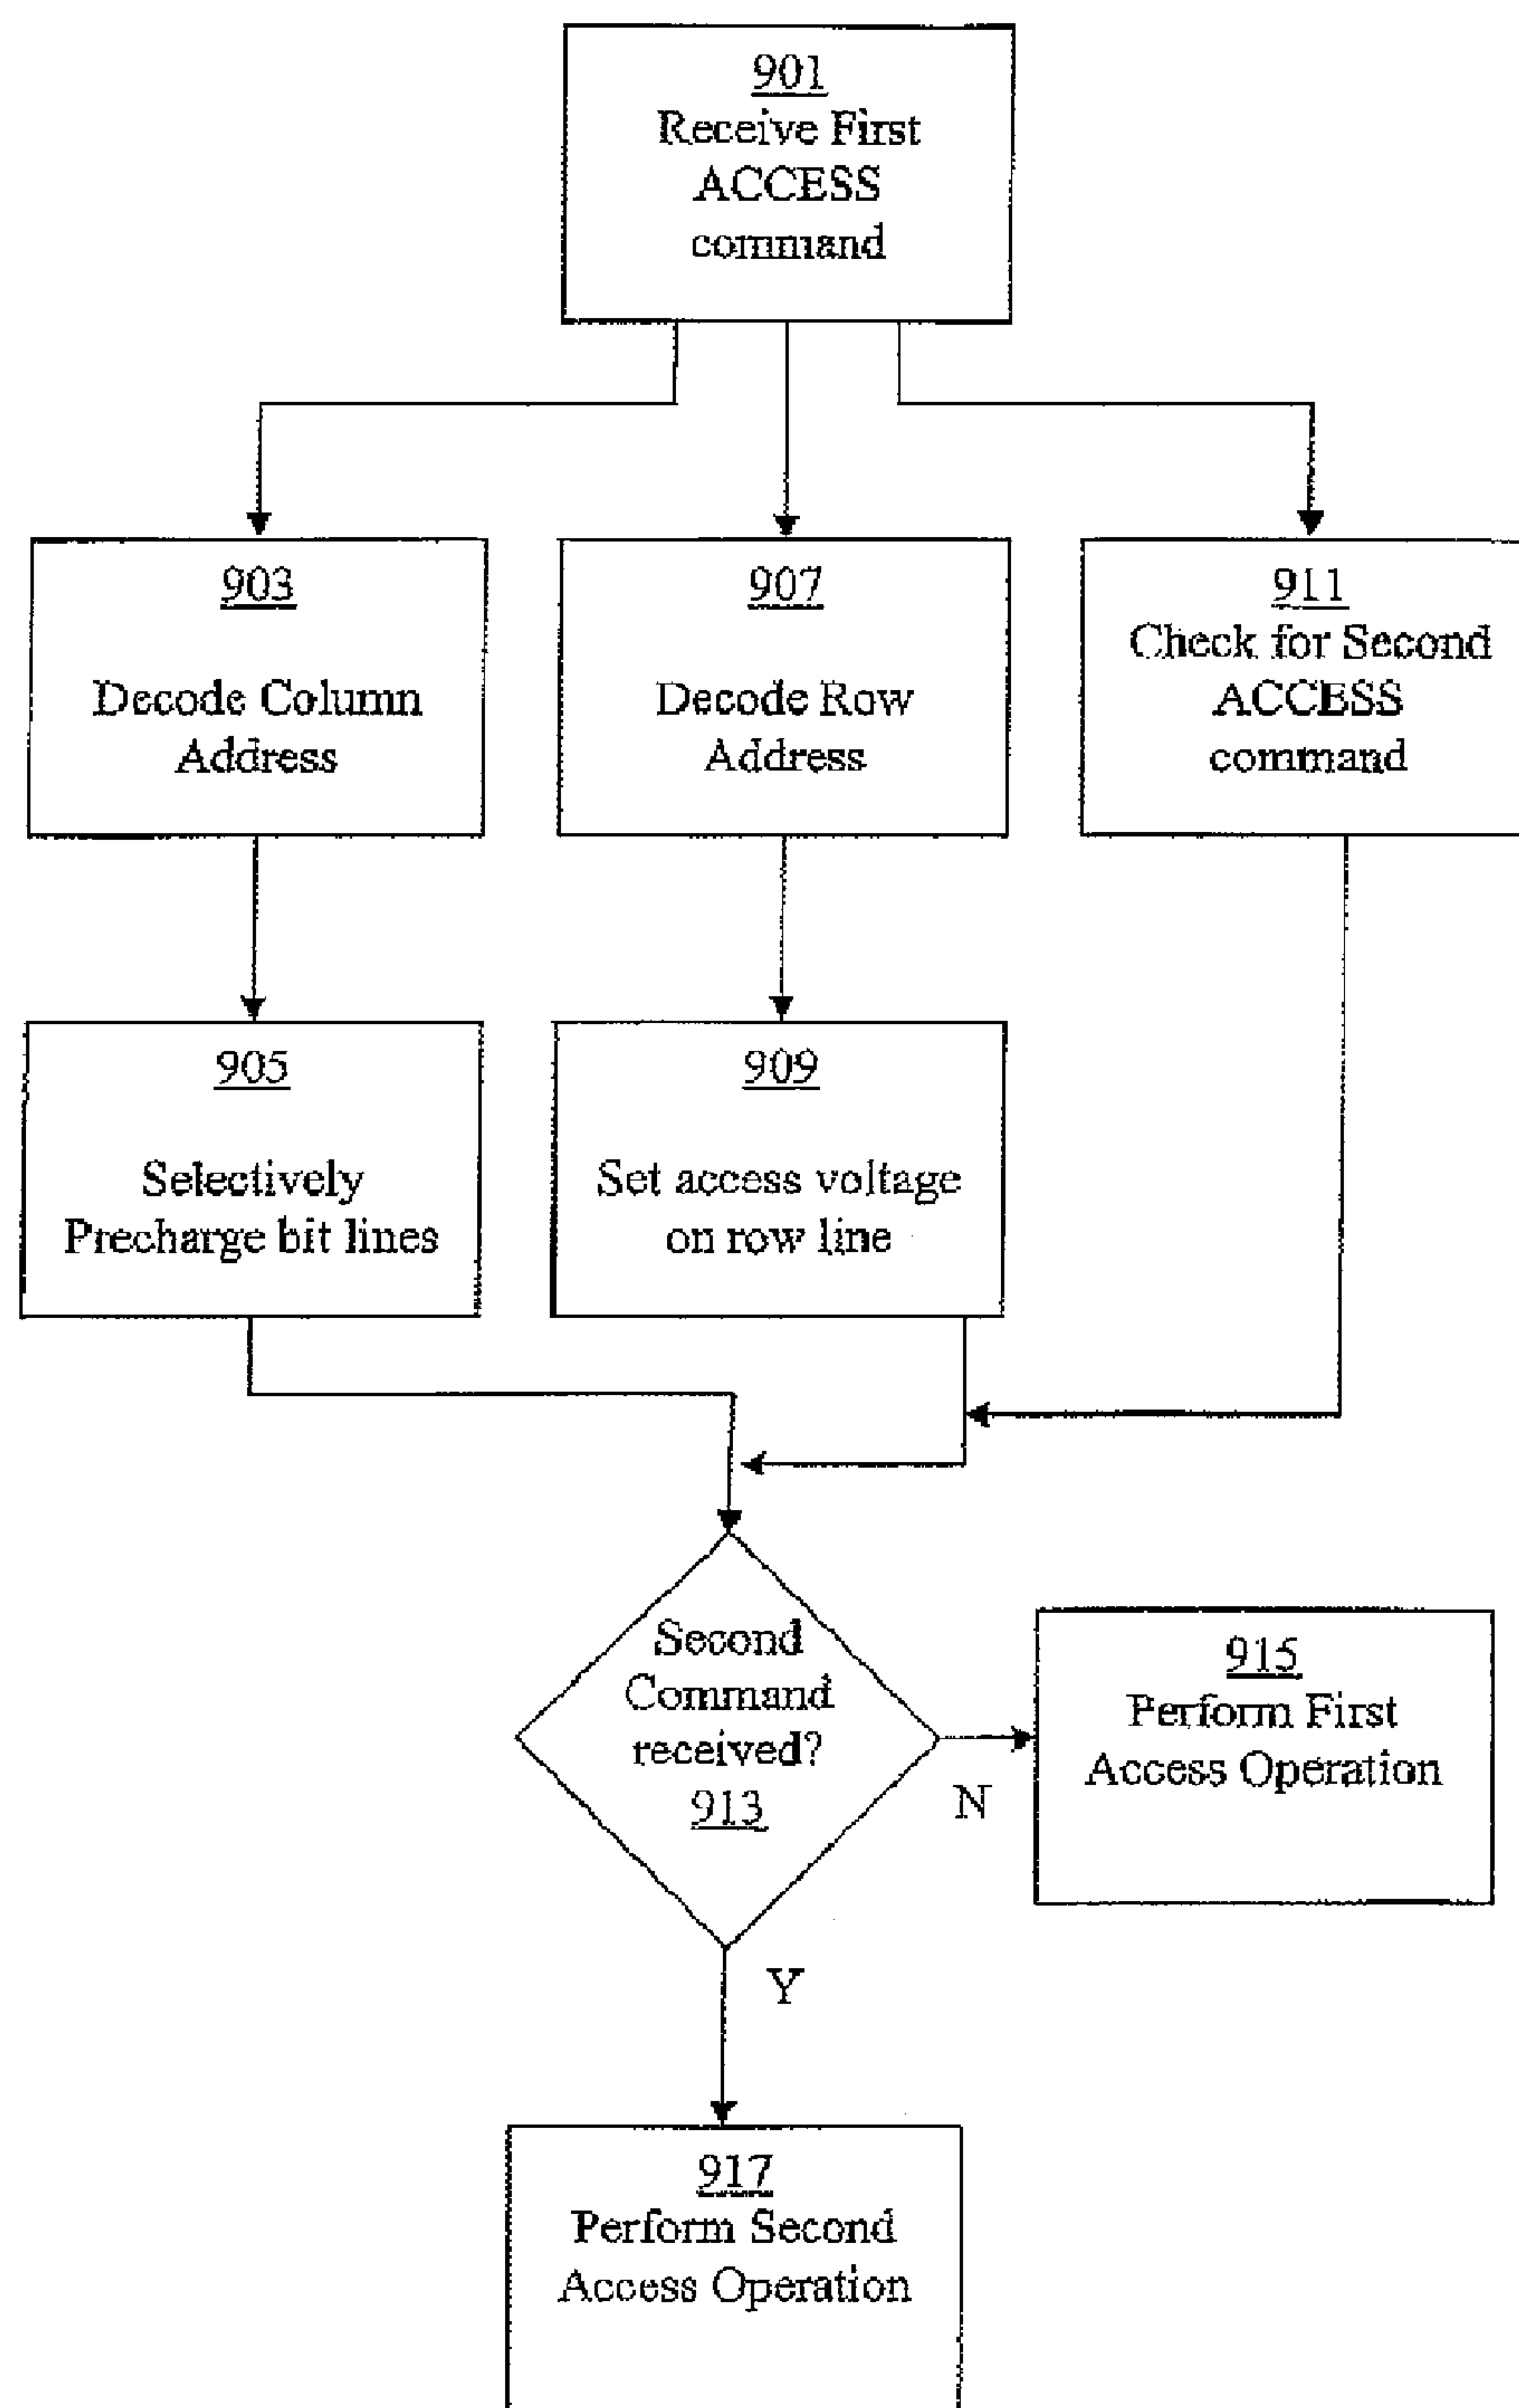 901
Receive First
ACCESS
command
903
Decode Column
Address
907
Decode Row
Address
911
Check for Second
ACCESS
command
905
Selectively
Precharge bit lines
909
Set access voltage
on row line
Second
Command
received?
913
N
915
Perform First
Access Operation
Y
917
Perform Second
Access Operation